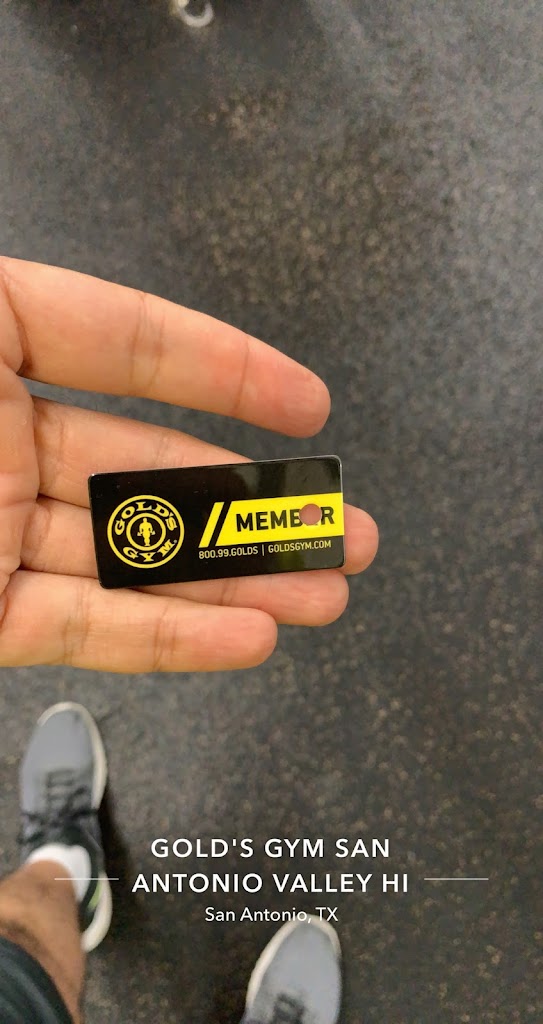 GOLD'S
GYM.
MEMBER
800.99.GOLDS | GOLDSGYM.COM
GOLD'S GYM SAN
ANTONIO VALLEY HI
San Antonio, TX